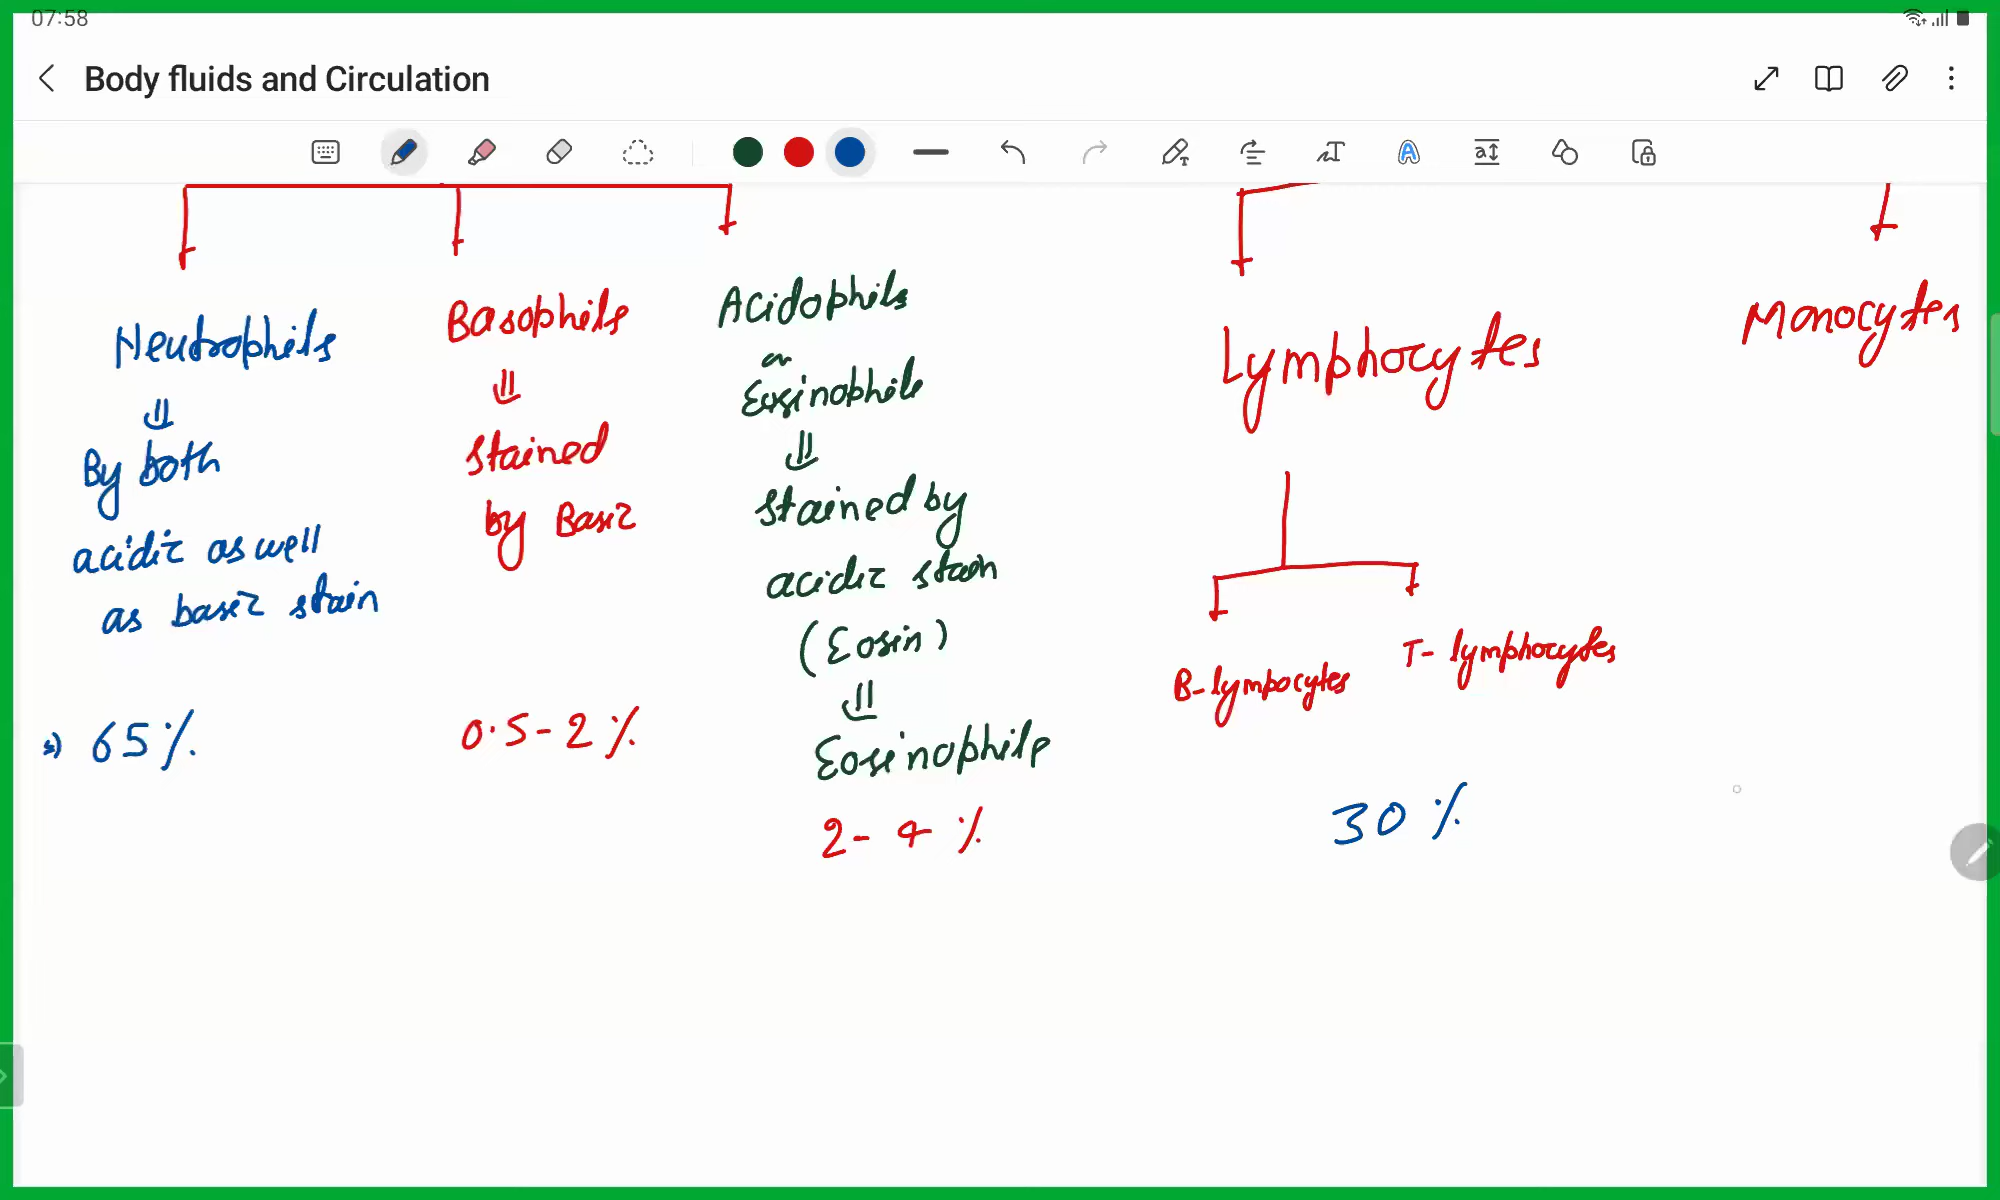 07:58
Body fluids and Circulation
Neutrophils
By both
acidic as well
as basic stain
65%
Basophils
Stained
by Basic
0.5-2%
Acidophils
or
Eosinophils
Stained by
acidic stain
(Eosin)
Eosinophils
2-4%
Lymphocytes
B-lympocytes
T-lymphocytes
30%
Monocytes